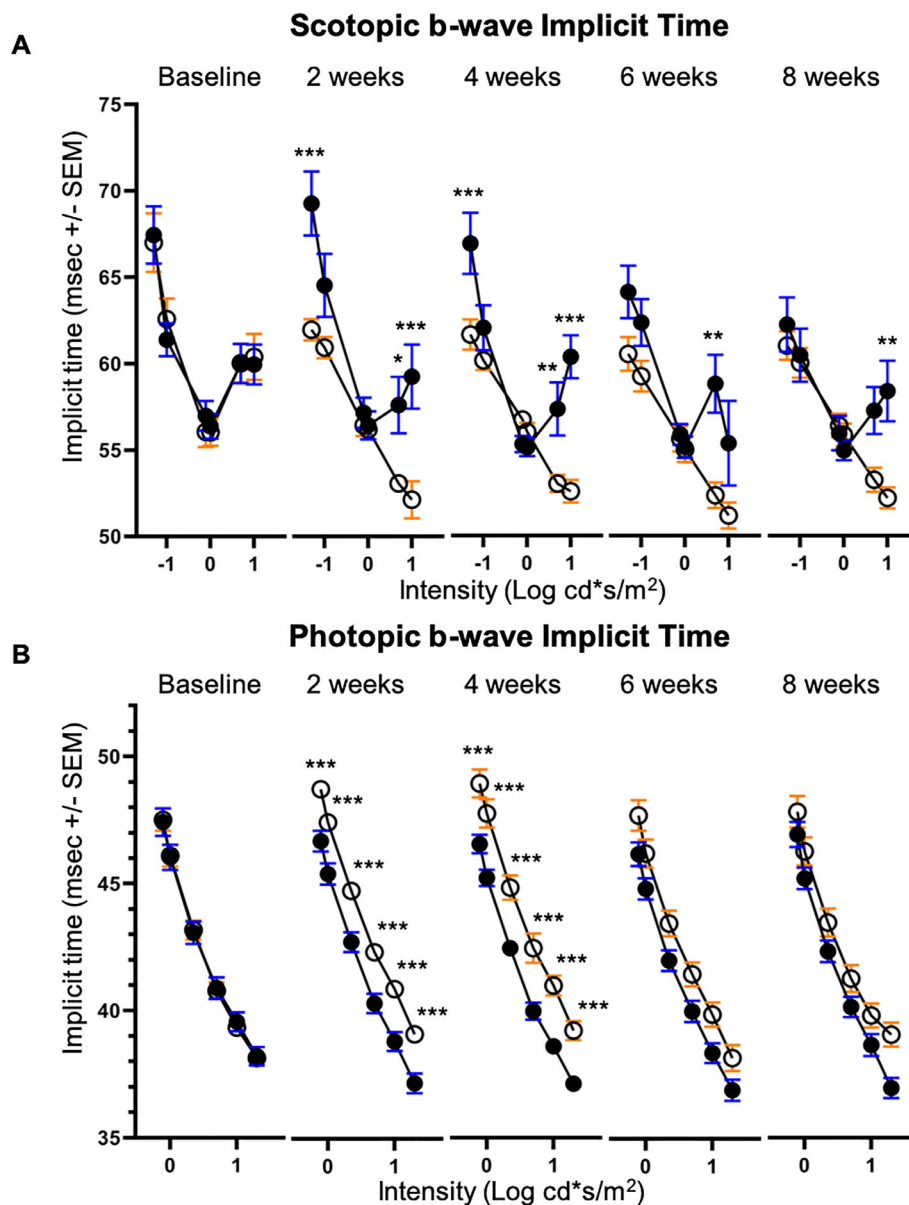 Scotopic b-wave Implicit Time
A
Baseline 2 weeks 4 weeks 6 weeks 8 weeks
Implicit time (msec +/- SEM)
75
70
65
60
55
50
***
*
***
***
**
***
**
**
-1 0 1 -1 0 1 -1 0 1 -1 0 1 -1 0 1
Intensity (Log cd*s/m²)
Photopic b-wave Implicit Time
B
Baseline 2 weeks 4 weeks 6 weeks 8 weeks
Implicit time (msec +/- SEM)
50
45
40
35
***
***
***
***
***
***
***
***
***
***
***
***
0 1 0 1 0 1 0 1 0 1
Intensity (Log cd*s/m²)